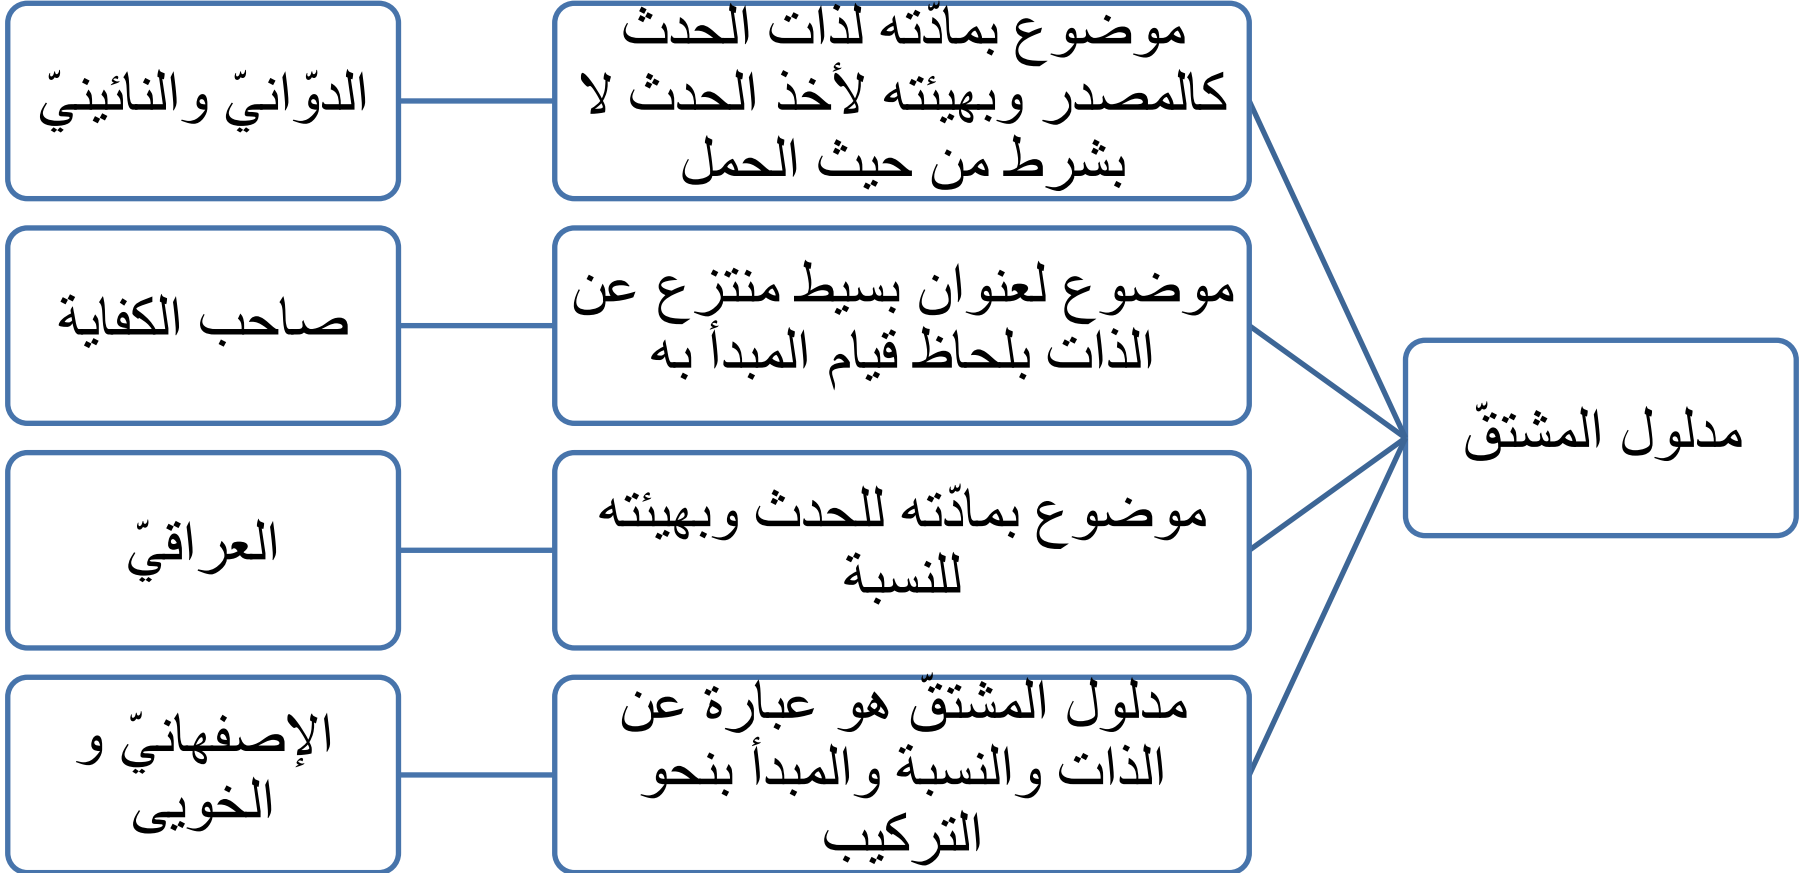 مدلول المشتقّ
موضوع بمادّته لذات الحدث
كالمصدر وبهيئته لأخذ الحدث لا
بشرط من حيث الحمل
الدوّانيّ والنائينيّ
موضوع لعنوان بسيط منتزع عن
الذات بلحاظ قيام المبدأ به
صاحب الكفاية
موضوع بمادّته للحدث وبهيئته
للنسبة
العراقيّ
مدلول المشتقّ هو عبارة عن
الذات والنسبة والمبدأ بنحو
التركيب
الإصفهانيّ و
الخويى